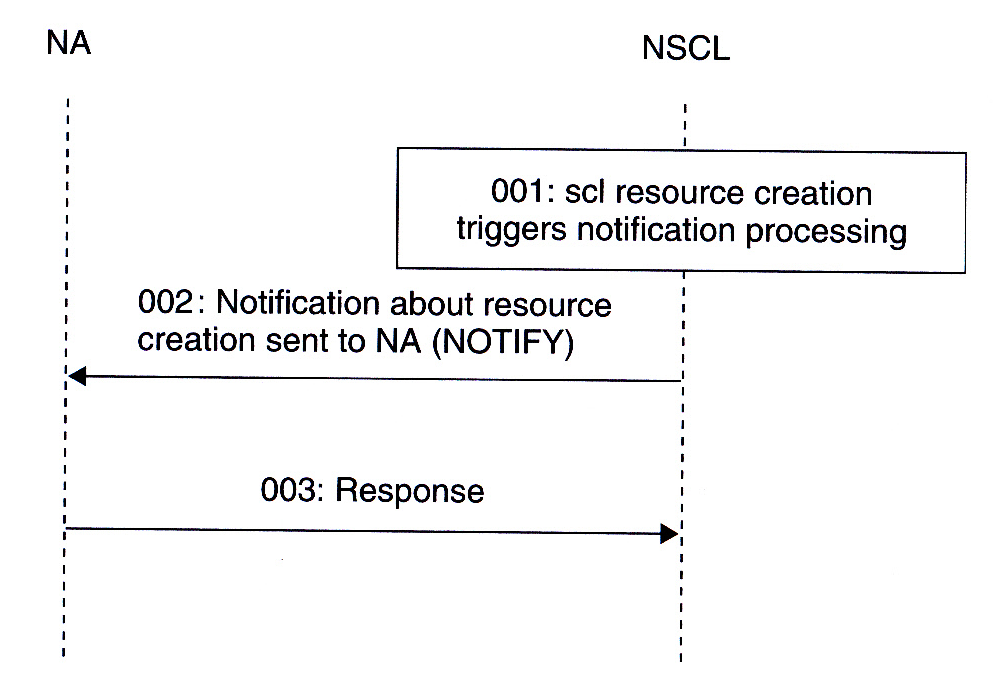 NA
NSCL
001: scl resource creation
triggers notification processing
002: Notification about resource
creation sent to NA (NOTIFY)
003: Response